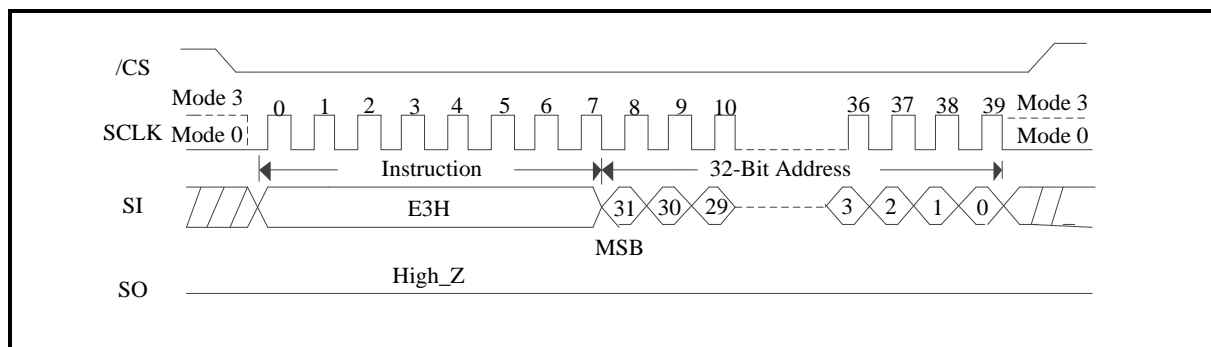 /CS
Mode 3 0 1 2 3 4 5 6 7 8 9 10 36 37 38 39 Mode 3
SCLK Mode 0 Mode 0
Instruction 32-Bit Address
SI E3H 31 30 29 3 2 1 0
MSB
High_Z
SO